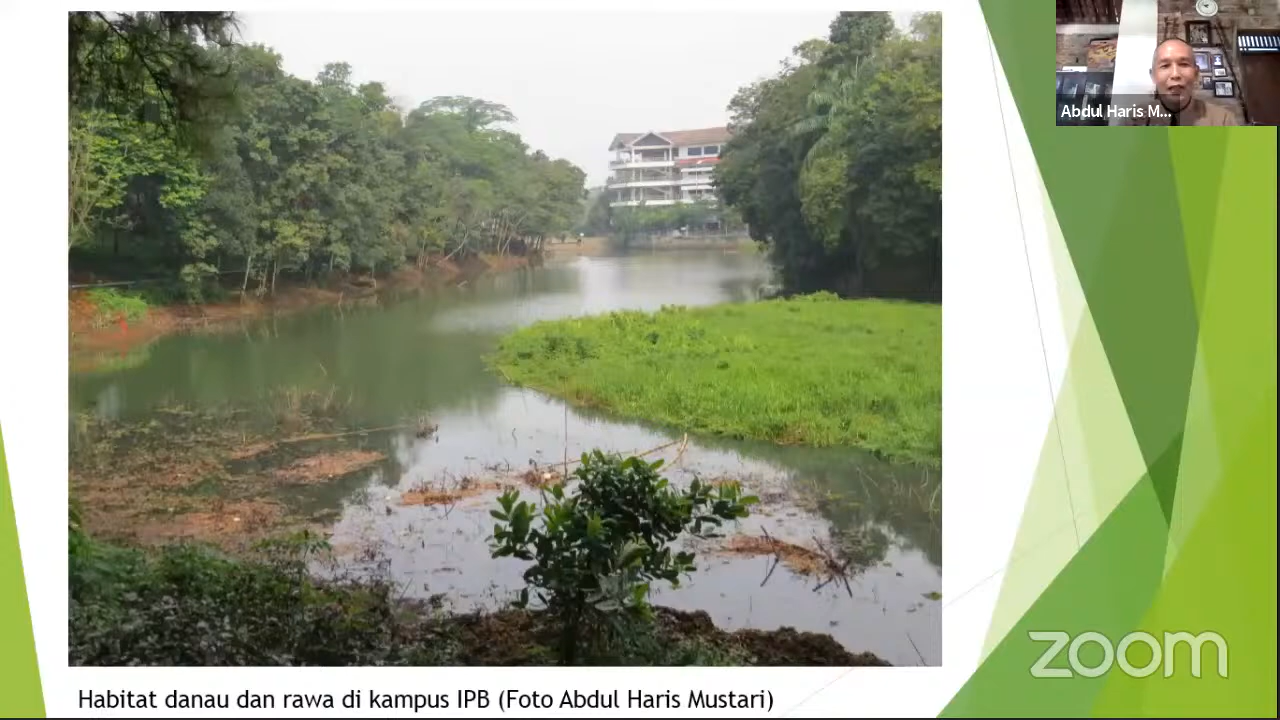 Abdul Haris M...
zoom
Habitat danau dan rawa di kampus IPB (Foto Abdul Haris Mustari)